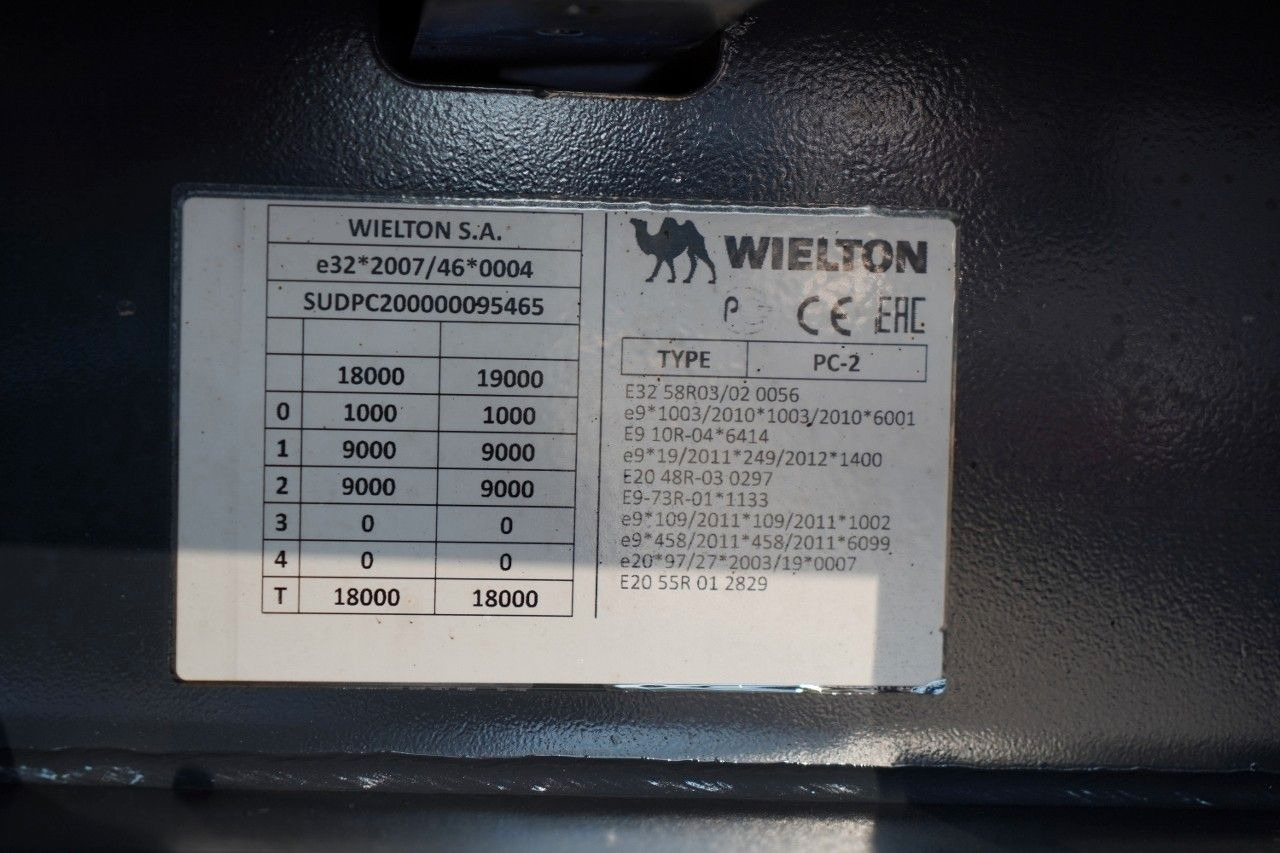 WIELTON S.A.
e32*2007/46*0004
SUDPC200000095465
18000 19000
0 1000 1000
1 9000 9000
2 9000 9000
3 0 0
4 0 0
T 18000 18000
WIELTON
CE EAC
TYPE PC-2
E32 58R03/02 0056
e9*1003/2010*1003/2010*6001
E9 10R-04*6414
e9*19/2011*249/2012*1400
E20 48R-03 0297
E9-73R-01*1133
e9*109/2011*109/2011*1002
e9*458/2011*458/2011*6099
e20*97/27*2003/19*0007
E20 55R 01 2829